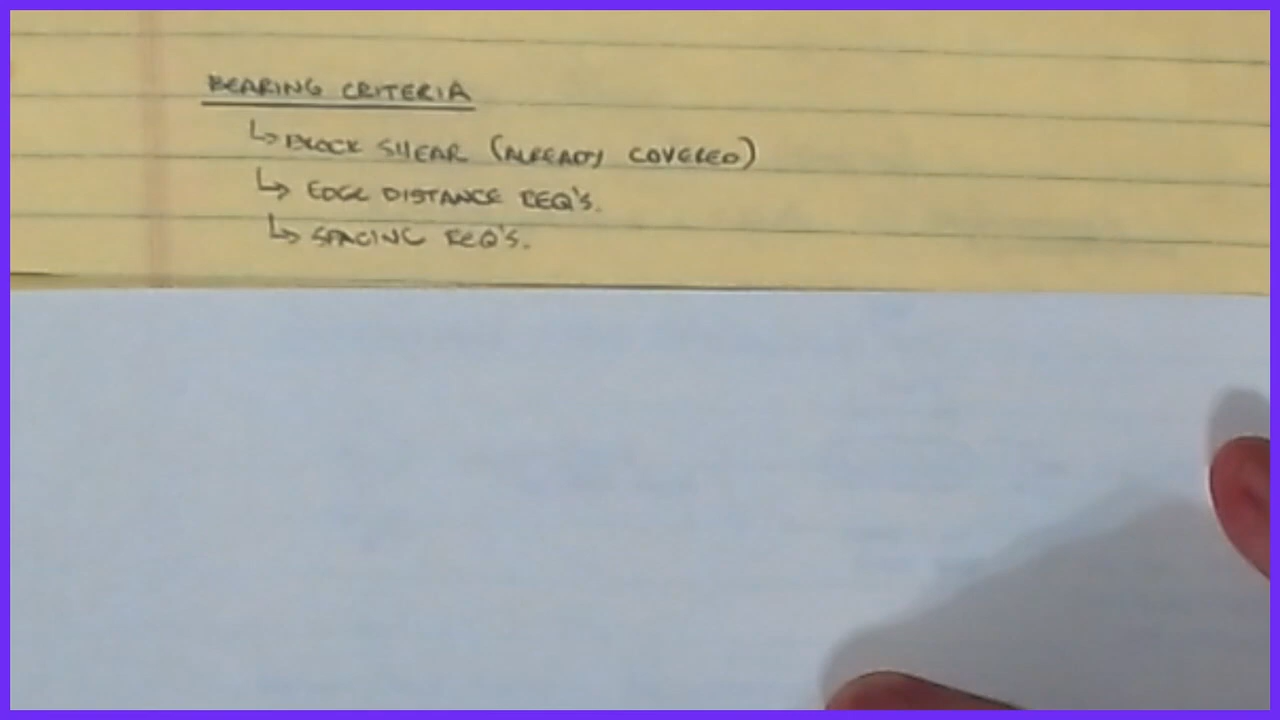 BEARING CRITERIA
↳ BLOCK SHEAR (ALREADY COVERED)
↳ EDGE DISTANCE REQ'S.
↳ SPACING REQ'S.